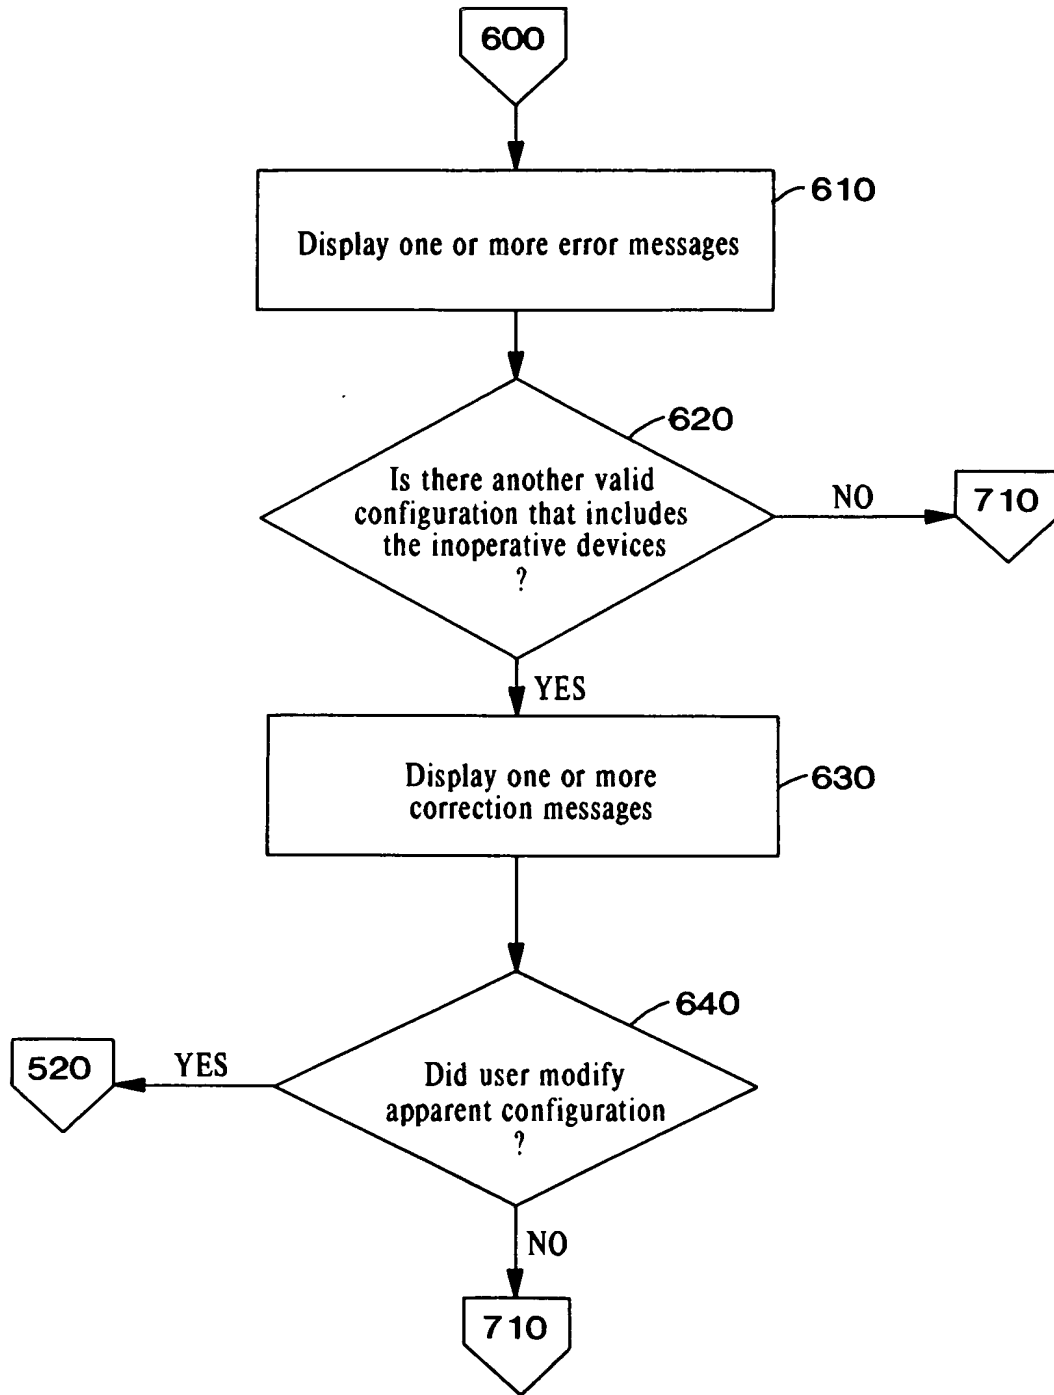 600
610
Display one or more error messages
620
Is there another valid
configuration that includes
the inoperative devices
?
NO
710
YES
Display one or more
correction messages
630
640
Did user modify
apparent configuration
?
YES
520
NO
710